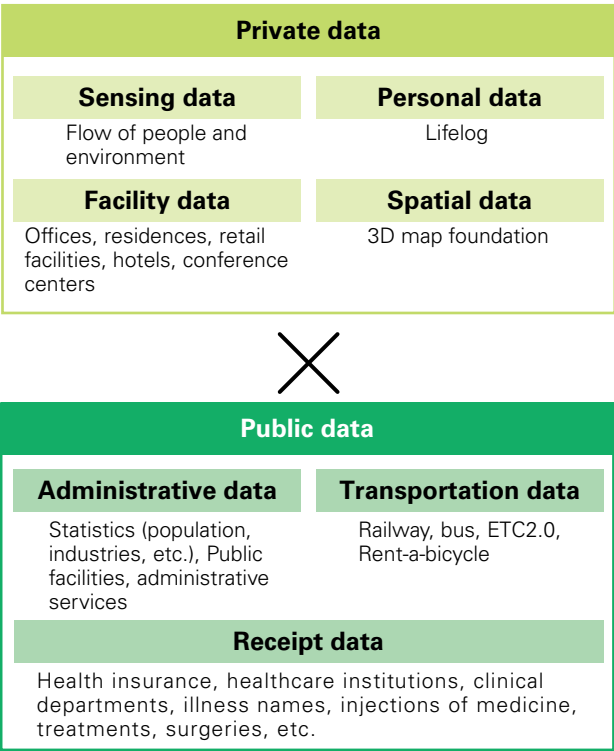 Private data
Sensing data
Flow of people and
environment
Personal data
Lifelog
Facility data
Offices, residences, retail
facilities, hotels, conference
centers
Spatial data
3D map foundation
Public data
Administrative data
Statistics (population,
industries, etc.), Public
facilities, administrative
services
Transportation data
Railway, bus, ETC2.0,
Rent-a-bicycle
Receipt data
Health insurance, healthcare institutions, clinical
departments, illness names, injections of medicine,
treatments, surgeries, etc.